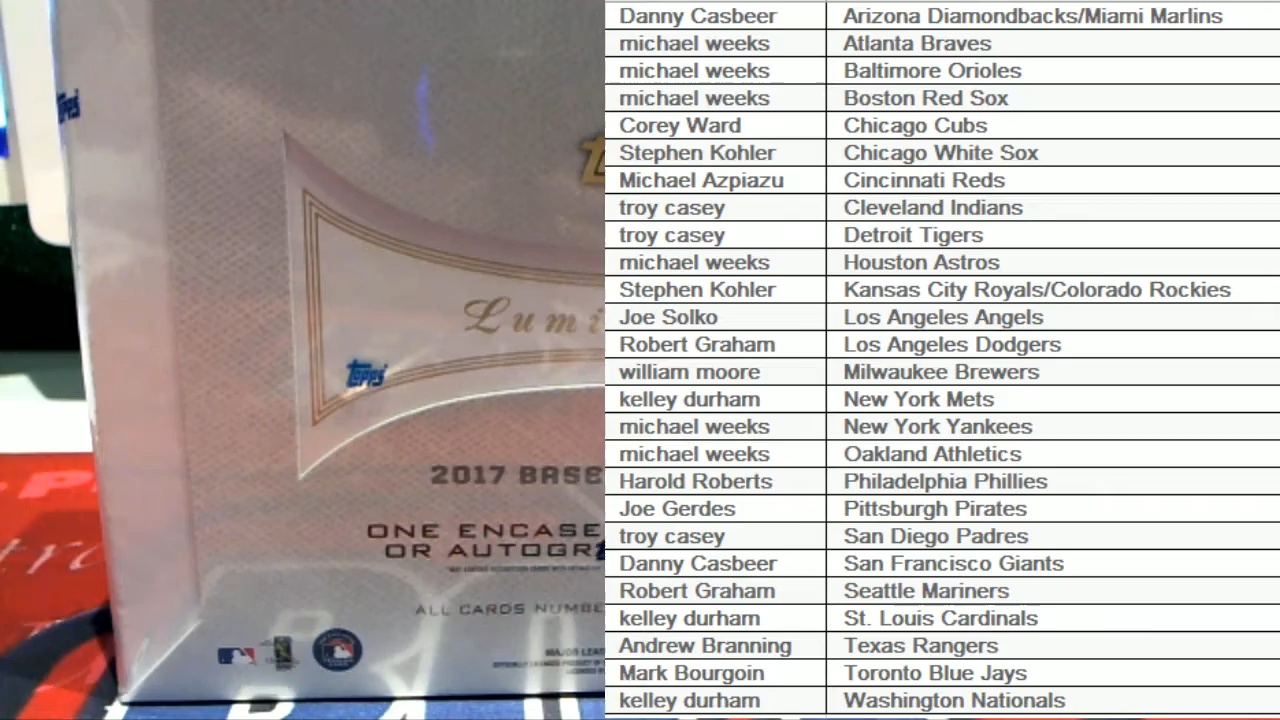 Danny Casbeer Arizona Diamondbacks/Miami Marlins
michael weeks Atlanta Braves
michael weeks Baltimore Orioles
michael weeks Boston Red Sox
Corey Ward Chicago Cubs
Stephen Kohler Chicago White Sox
Michael Azpiazu Cincinnati Reds
troy casey Cleveland Indians
troy casey Detroit Tigers
michael weeks Houston Astros
Stephen Kohler Kansas City Royals/Colorado Rockies
Joe Solko Los Angeles Angels
Robert Graham Los Angeles Dodgers
william moore Milwaukee Brewers
kelley durham New York Mets
michael weeks New York Yankees
michael weeks Oakland Athletics
Harold Roberts Philadelphia Phillies
Joe Gerdes Pittsburgh Pirates
troy casey San Diego Padres
Danny Casbeer San Francisco Giants
Robert Graham Seattle Mariners
kelley durham St. Louis Cardinals
Andrew Branning Texas Rangers
Mark Bourgoin Toronto Blue Jays
kelley durham Washington Nationals
Topps
Lumi
Topps
2017 BASE
ONE ENCASE
OR AUTOGR
ALL CARDS NUMBE
MAJOR LEA